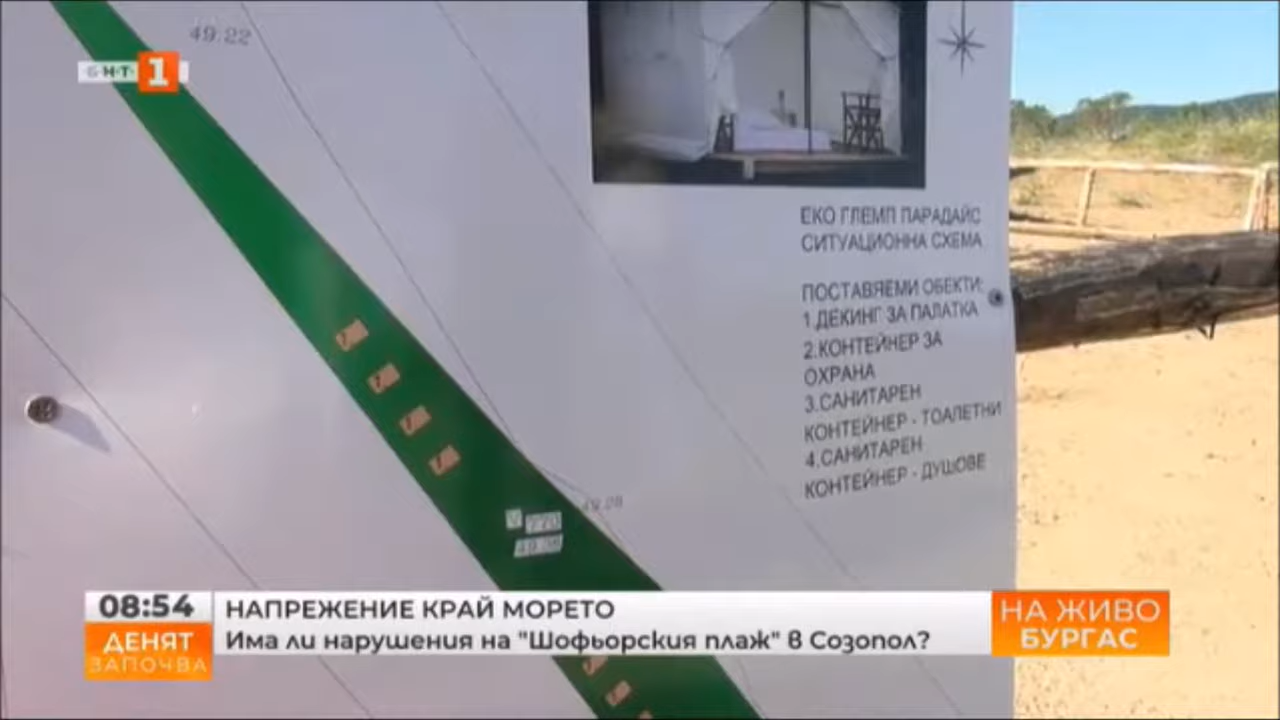 49.22
БНТ 1
ЕКО ГЛЕМП ПАРАДАЙС
СИТУАЦИОННА СХЕМА
ПОСТАВЯЕМИ ОБЕКТИ:
1.ДЕКИНГ ЗА ПАЛАТКА
2.КОНТЕЙНЕР ЗА
ОХРАНА
3.САНИТАРЕН
КОНТЕЙНЕР - ТОАЛЕТНИ
4.САНИТАРЕН
КОНТЕЙНЕР - ДУШОВЕ
08:54
ДЕНЯТ
ЗАПОЧВА
НАПРЕЖЕНИЕ КРАЙ МОРЕТО
Има ли нарушения на "Шофьорския плаж" в Созопол?
НА ЖИВО
БУРГАС